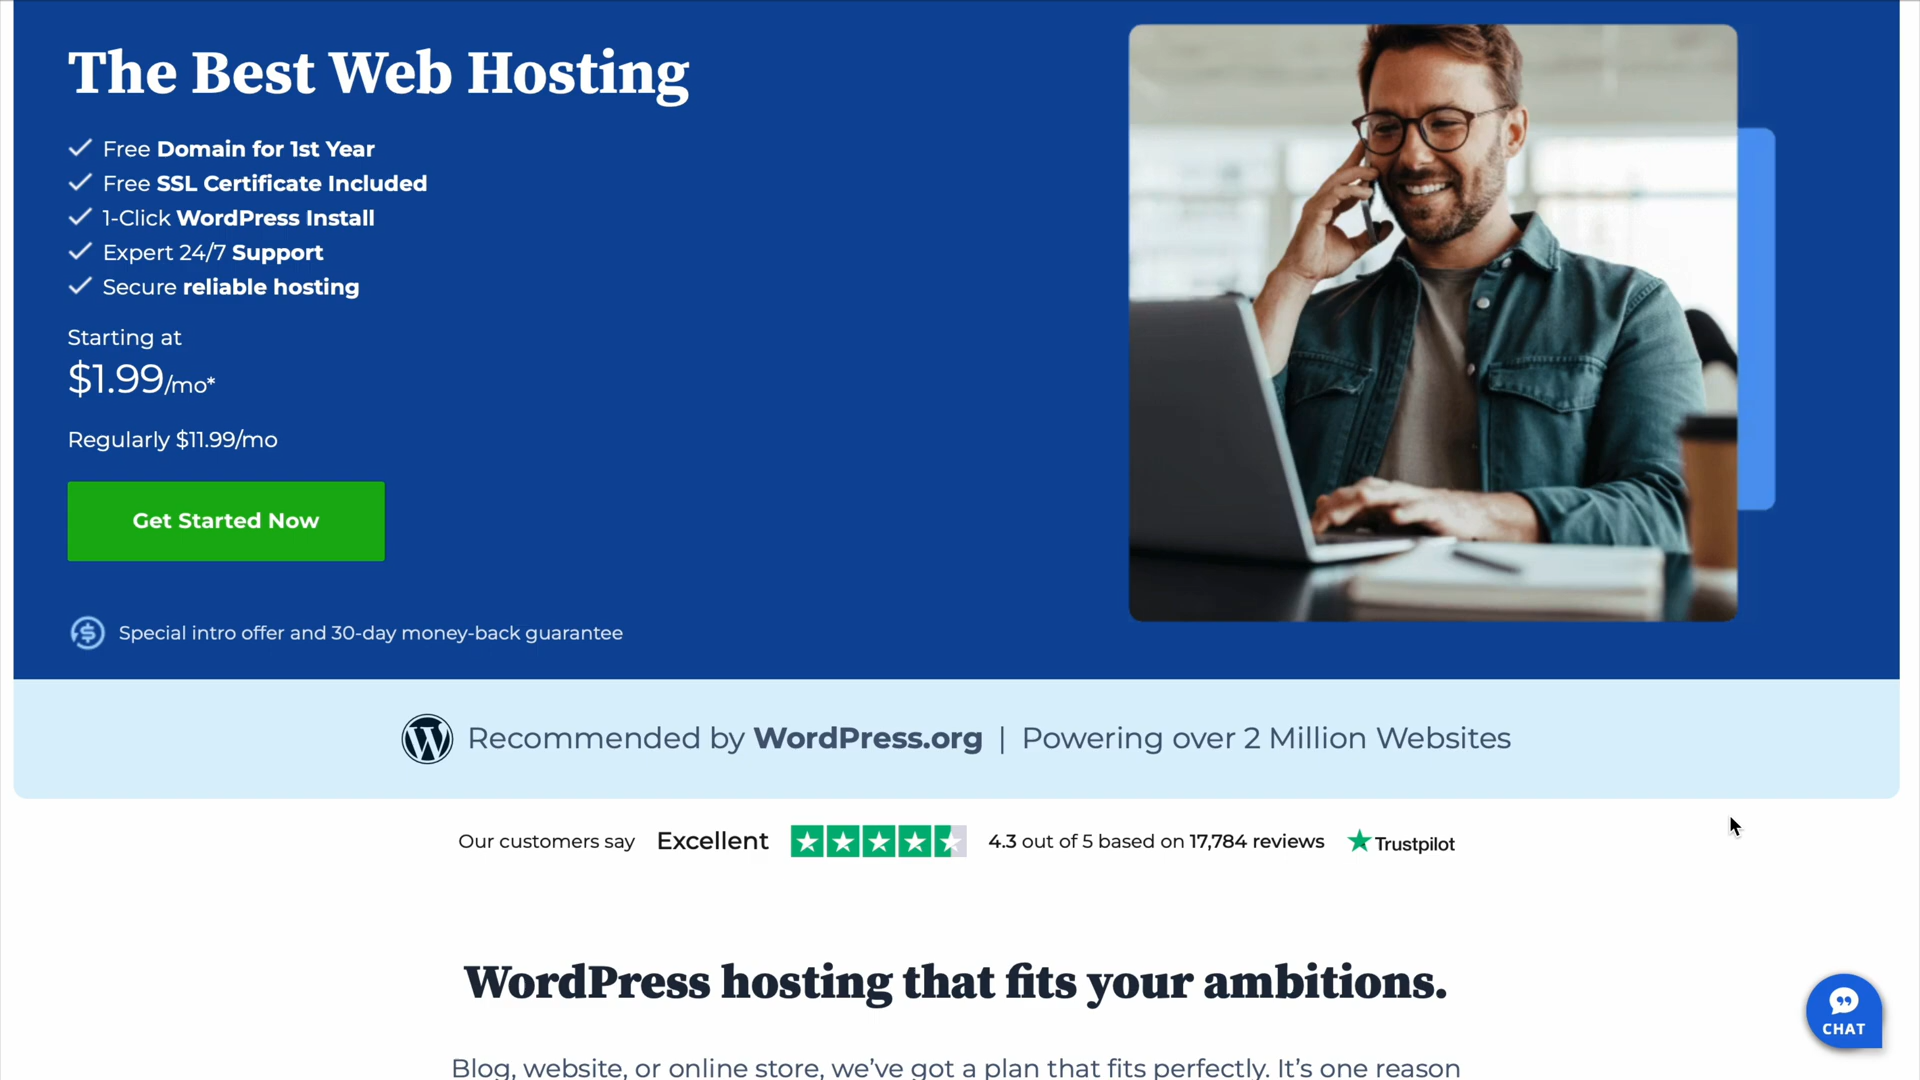 The Best Web Hosting
Free Domain for 1st Year
Free SSL Certificate Included
1-Click WordPress Install
Expert 24/7 Support
Secure reliable hosting
Starting at
$1.99/mo*
Regularly $11.99/mo
Get Started Now
Special intro offer and 30-day money-back guarantee
Recommended by WordPress.org | Powering over 2 Million Websites
Our customers say Excellent 4.3 out of 5 based on 17,784 reviews Trustpilot
WordPress hosting that fits your ambitions.
CHAT
Blog, website, or online store, we’ve got a plan that fits perfectly. It’s one reason